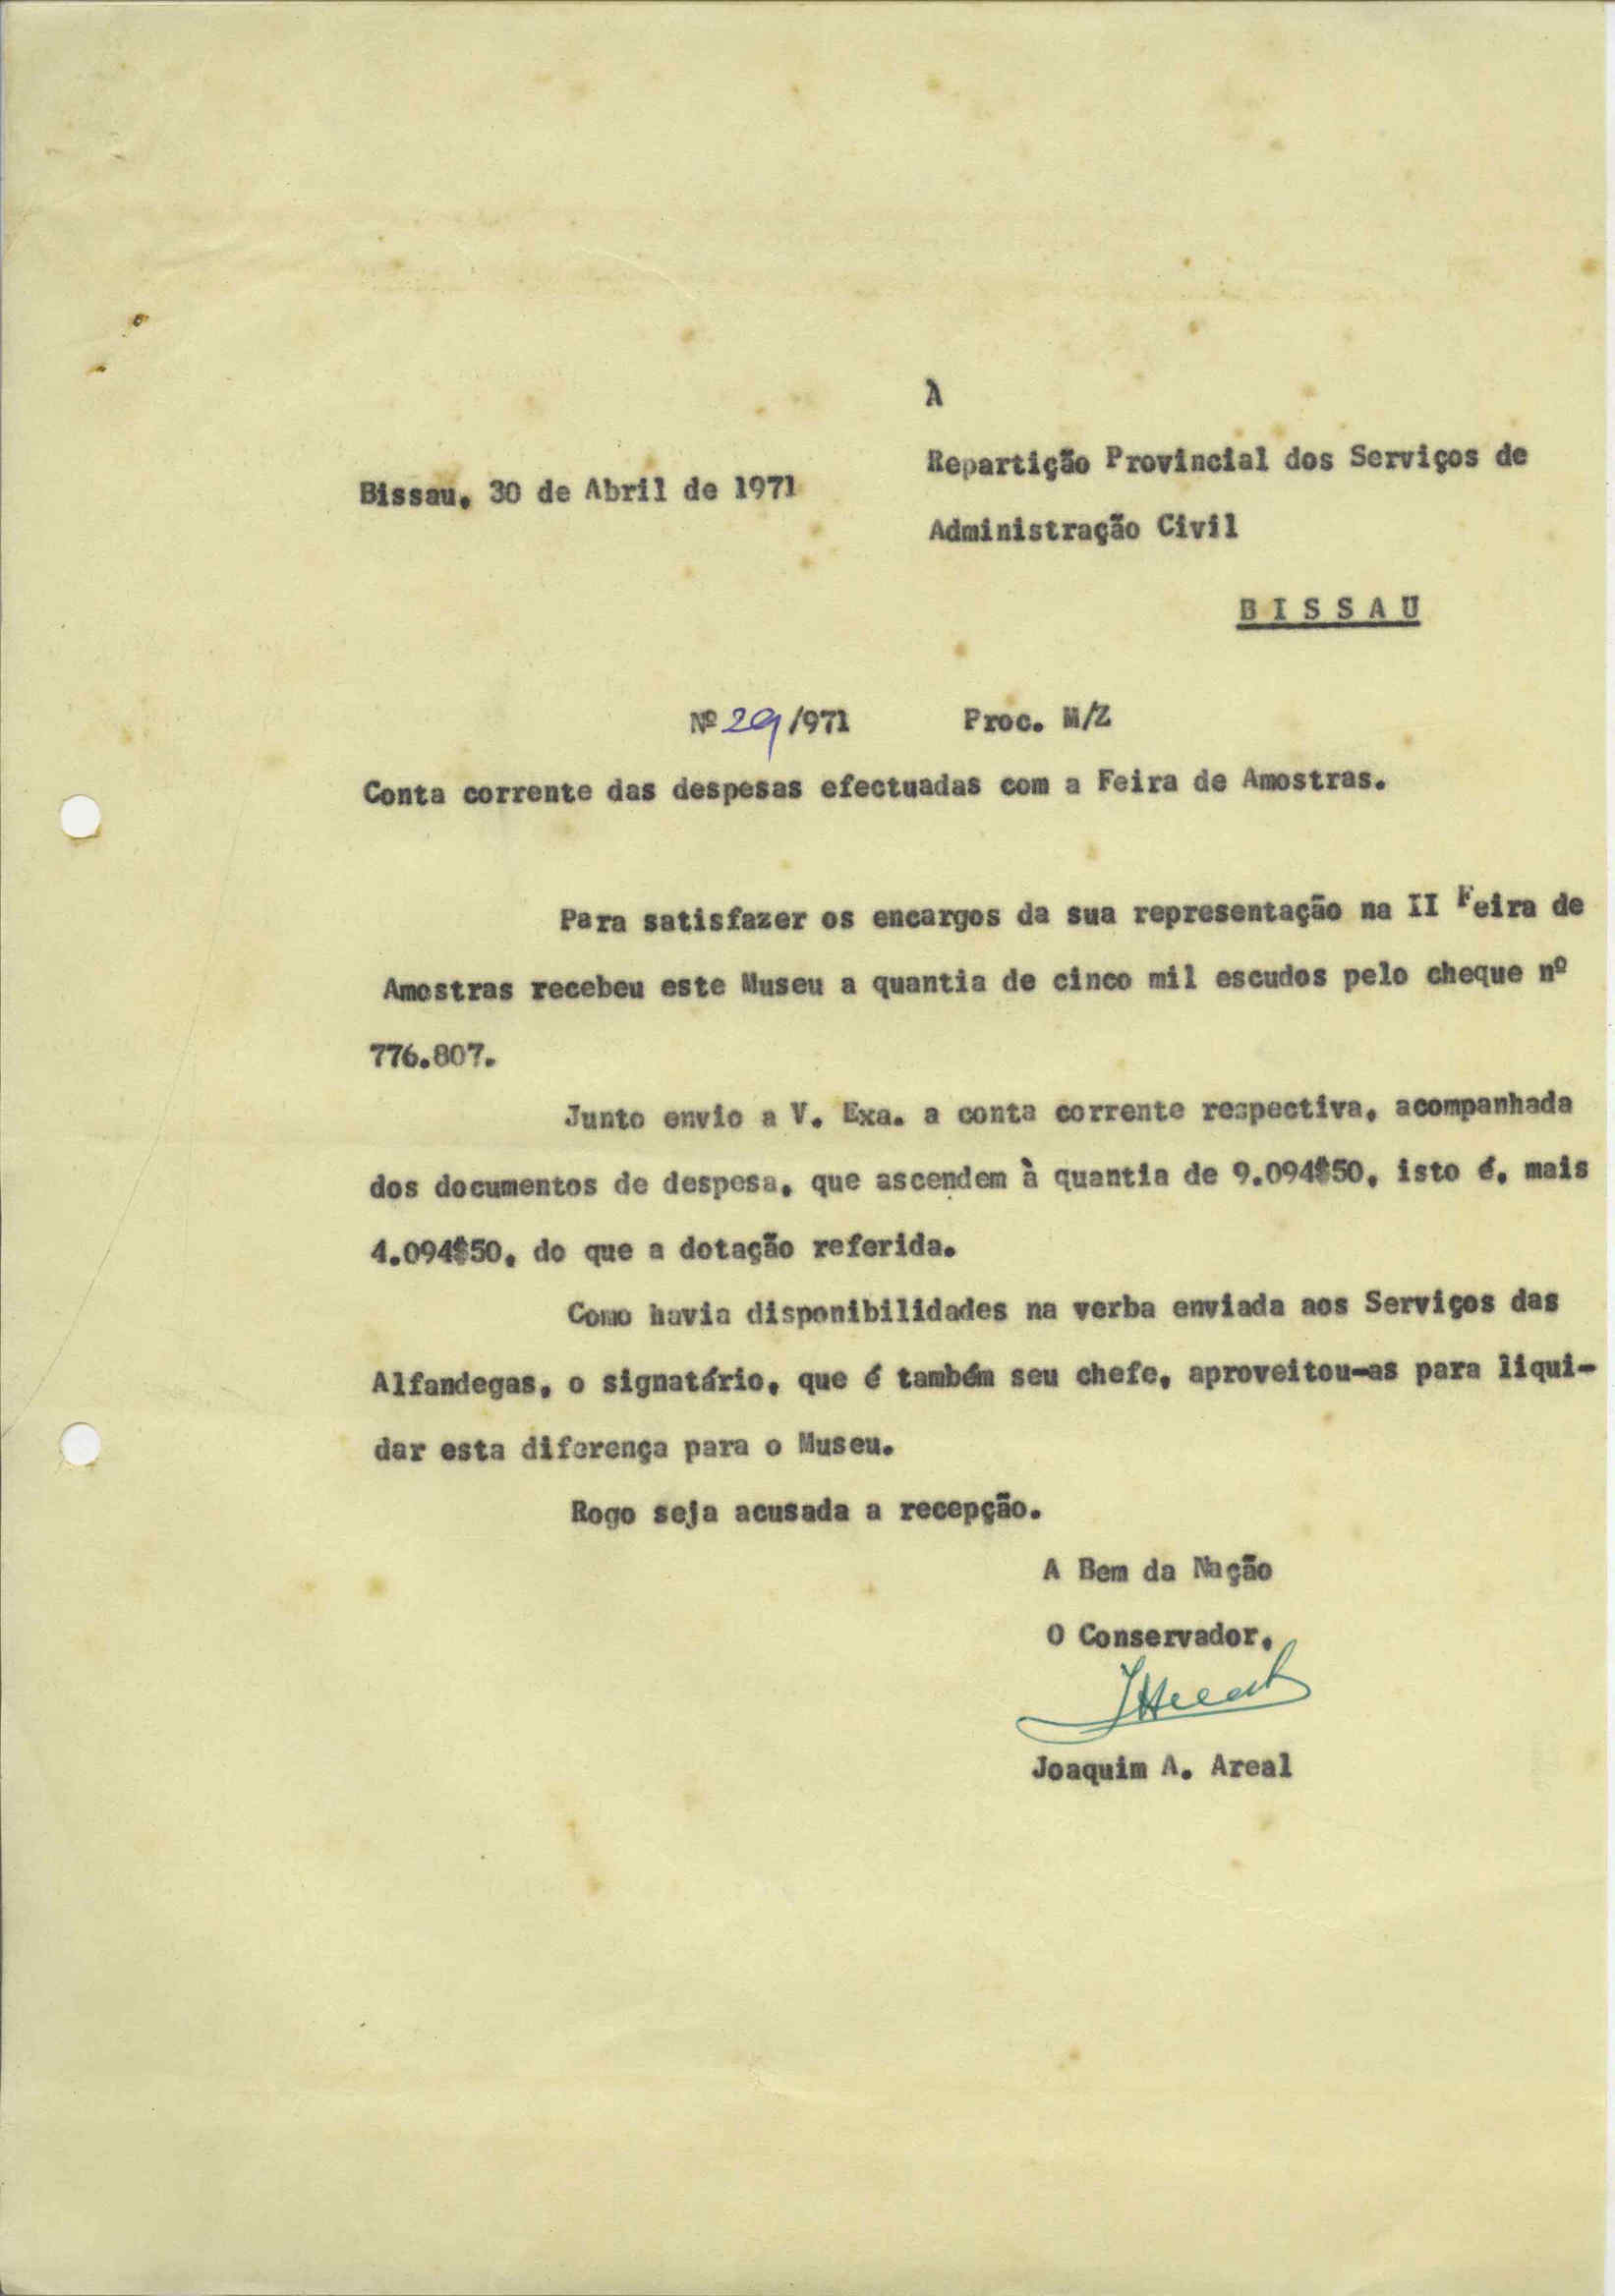 À
Repartição Provincial dos Serviços de
Bissau, 30 de Abril de 1971
Administração Civil
B I S S A U
Nº 29/971 Proc. M/Z
Conta corrente das despesas efectuadas com a Feira de Amostras.
Para satisfazer os encargos da sua representação na II Feira de
Amostras recebeu este Museu a quantia de cinco mil escudos pelo cheque nº
776.807.
Junto envio a V. Exa. a conta corrente respectiva, acompanhada
dos documentos de despesa, que ascendem à quantia de 9.094$50, isto é, mais
4.094$50, do que a dotação referida.
Como havia disponibilidades na verba enviada aos Serviços das
Alfandegas, o signatário, que é também seu chefe, aproveitou-as para liqui-
dar esta diferença para o Museu.
Rogo seja acusada a recepção.
A Bem da Nação
O Conservador,
Joaquim A. Areal